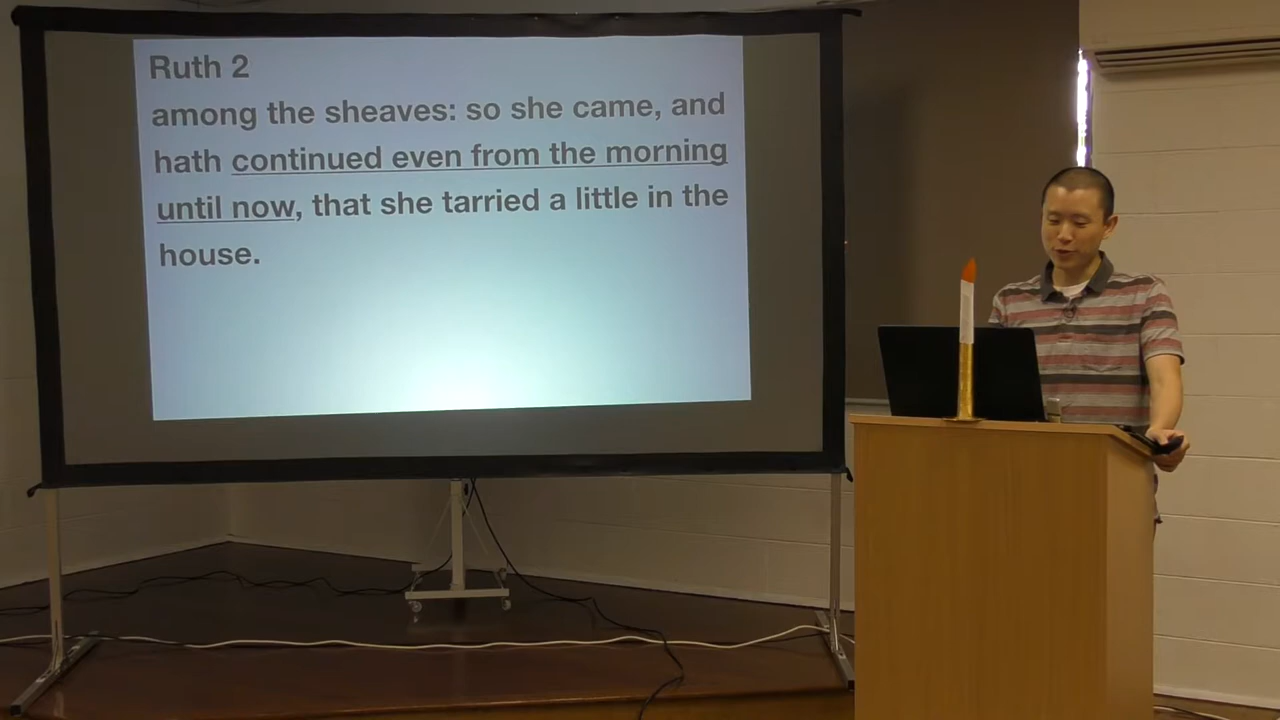 Ruth 2
among the sheaves: so she came, and
hath continued even from the morning
until now, that she tarried a little in the
house.